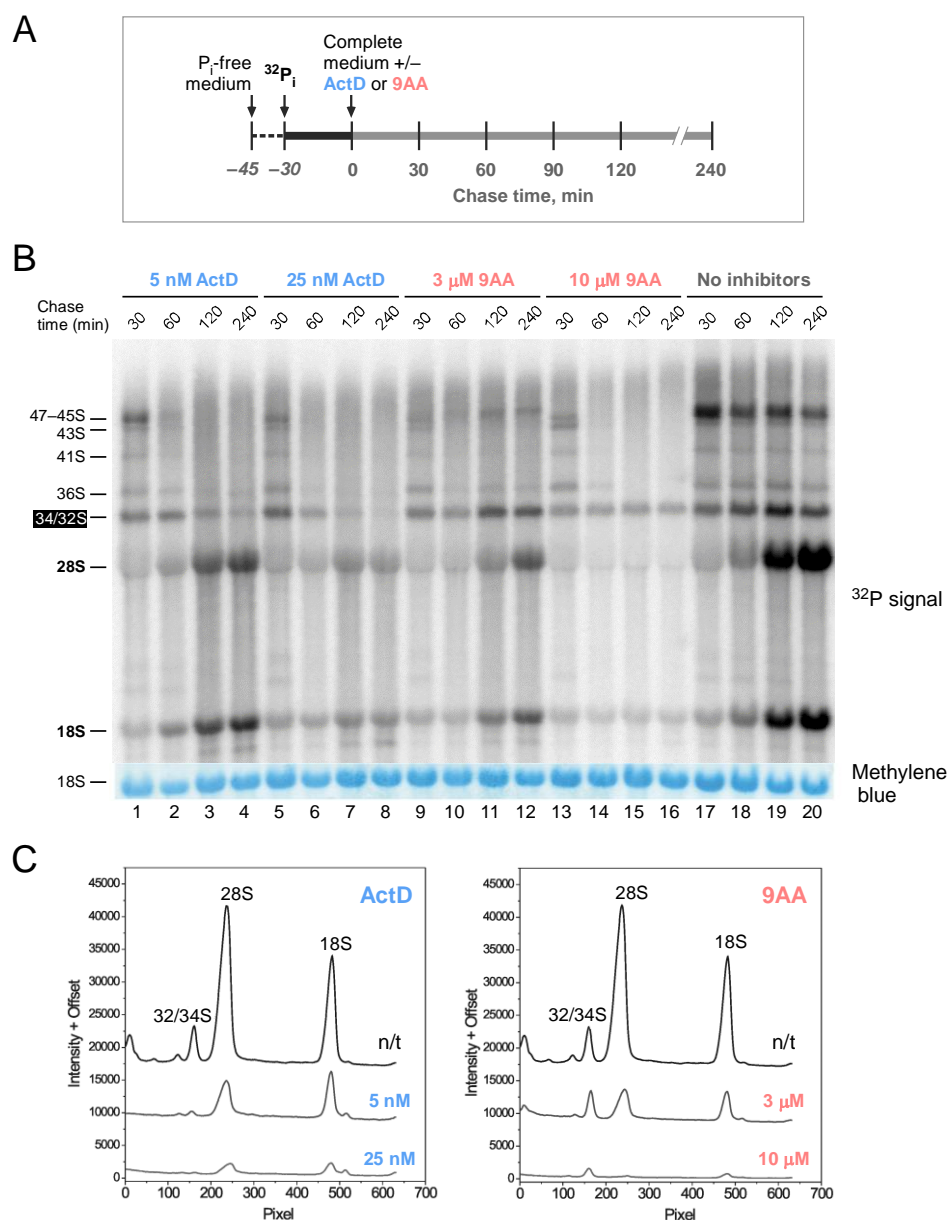 A
Pi-free medium
32Pi
Complete medium +/– ActD or 9AA
–45 –30 0 30 60 90 120 240
Chase time, min
B
5 nM ActD 25 nM ActD 3 μM 9AA 10 μM 9AA No inhibitors
Chase time (min)
30 60 120 240 30 60 120 240 30 60 120 240 30 60 120 240 30 60 120 240
47–45S
43S
41S
36S
34/32S
28S
32P signal
18S
18S
Methylene blue
1 2 3 4 5 6 7 8 9 10 11 12 13 14 15 16 17 18 19 20
C
ActD
Intensity + Offset
45000
40000
35000
30000
25000
20000
15000
10000
5000
0
28S
18S
32/34S
n/t
5 nM
25 nM
0 100 200 300 400 500 600 700
Pixel
9AA
Intensity + Offset
45000
40000
35000
30000
25000
20000
15000
10000
5000
0
28S
18S
32/34S
n/t
3 μM
10 μM
0 100 200 300 400 500 600 700
Pixel